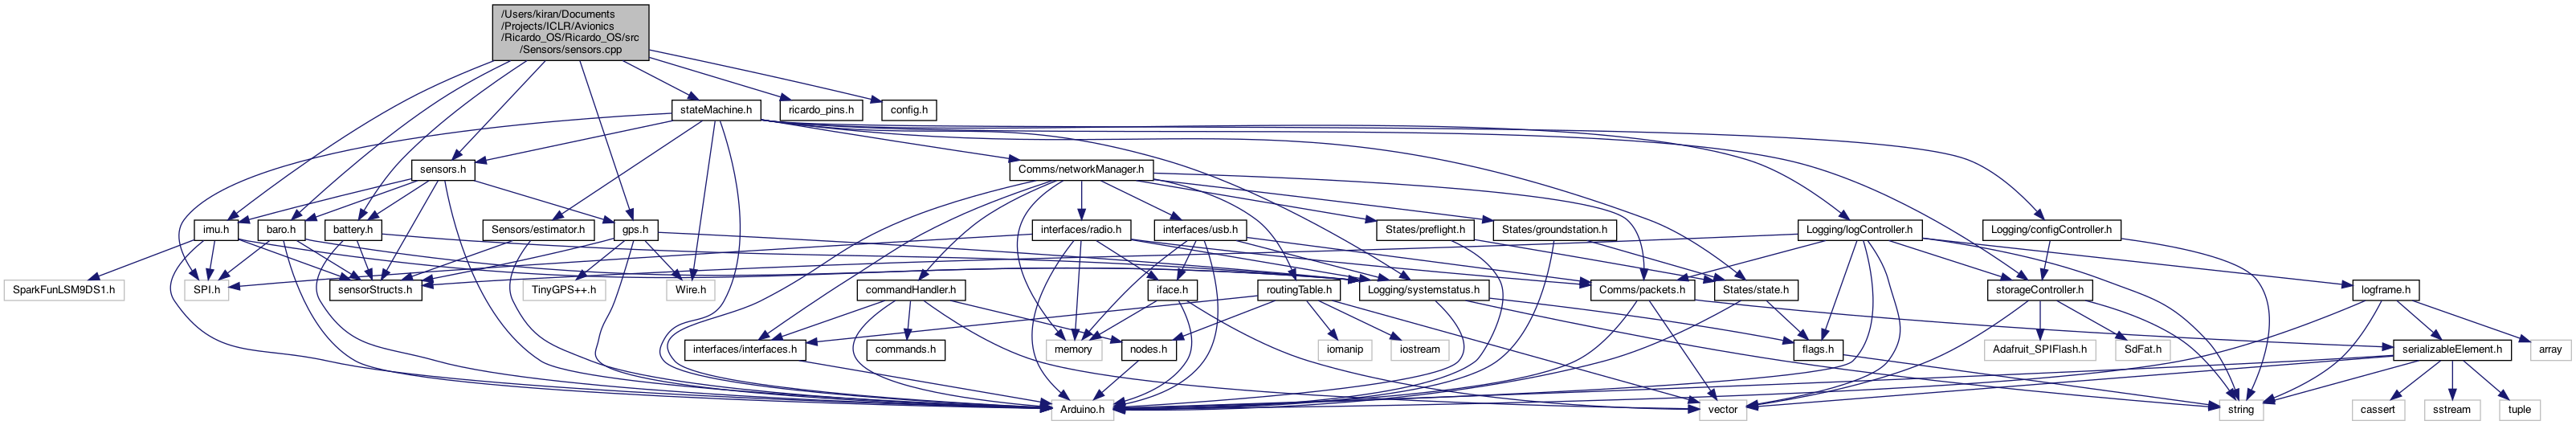 /Users/kiran/Documents
/Projects/ICLR/Avionics
/Ricardo_OS/Ricardo_OS/src
/Sensors/sensors.cpp
stateMachine.h
ricardo_pins.h
config.h
sensors.h
Comms/networkManager.h
imu.h
baro.h
battery.h
Sensors/estimator.h
gps.h
interfaces/radio.h
interfaces/usb.h
States/preflight.h
States/groundstation.h
Logging/logController.h
Logging/configController.h
SparkFunLSM9DS1.h
SPI.h
sensorStructs.h
TinyGPS++.h
Wire.h
commandHandler.h
iface.h
routingTable.h
Logging/systemstatus.h
Comms/packets.h
States/state.h
storageController.h
logframe.h
interfaces/interfaces.h
commands.h
memory
nodes.h
iomanip
iostream
flags.h
Adafruit_SPIFlash.h
SdFat.h
serializableElement.h
array
Arduino.h
vector
string
cassert
sstream
tuple